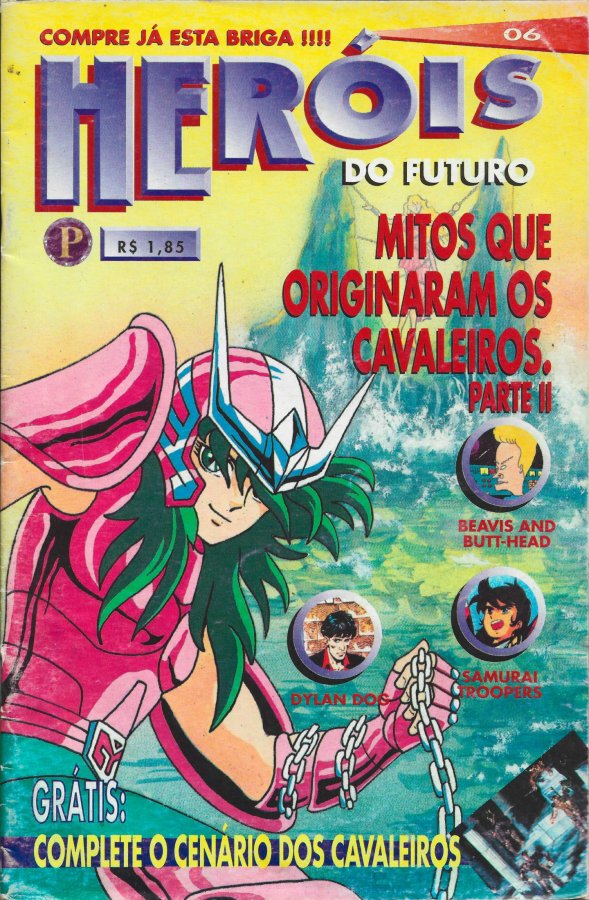 COMPRE JÁ ESTA BRIGA !!!!
06
HERÓIS
DO FUTURO
P
R$ 1,85
MITOS QUE
ORIGINARAM OS
CAVALEIROS.
PARTE II
BEAVIS AND
BUTT-HEAD
SAMURAI
TROOPERS
DYLAN DOG
GRÁTIS:
COMPLETE O CENÁRIO DOS CAVALEIROS